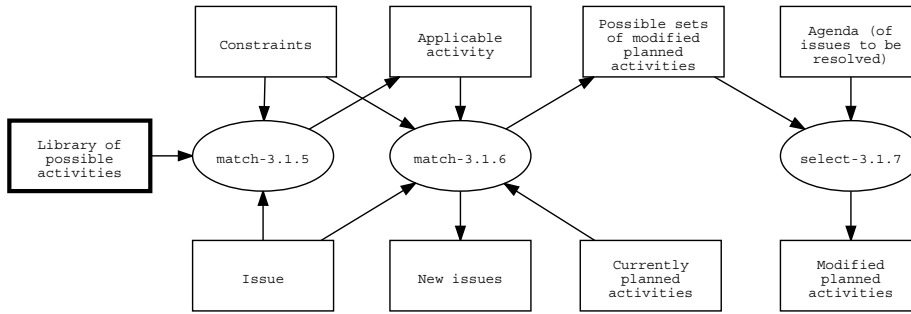 Constraints
Applicable
activity
Possible sets
of modified
planned
activities
Agenda (of
issues to be
resolved)
Library of
possible
activities
match-3.1.5
match-3.1.6
select-3.1.7
Issue
New issues
Currently
planned
activities
Modified
planned
activities